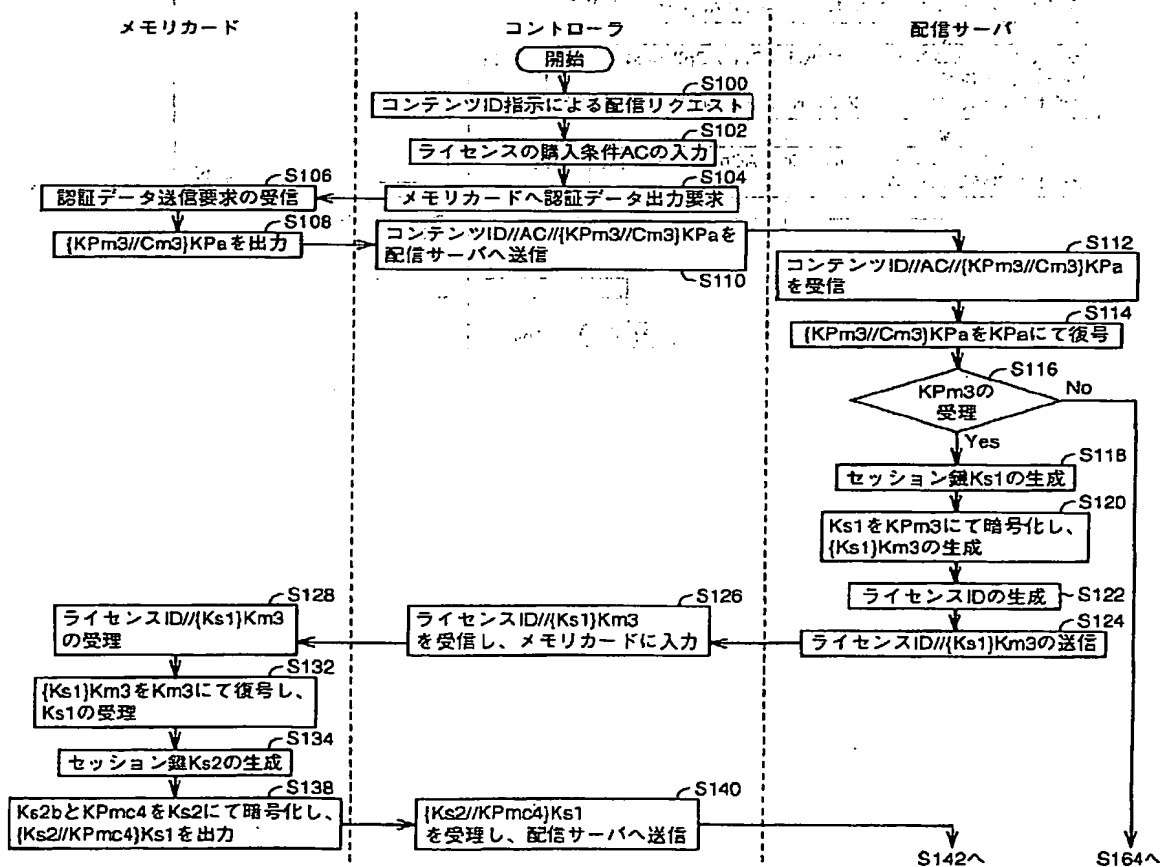 メモリカード
コントローラ
配信サーバ
開始
S100
コンテンツID指示による配信リクエスト
S102
ライセンスの購入条件ACの入力
S104
メモリカードへ認証データ出力要求
S106
認証データ送信要求の受信
S108
{KPm3//Cm3}KPaを出力
コンテンツID//AC//{KPm3//Cm3}KPaを
配信サーバへ送信
S110
S112
コンテンツID//AC//{KPm3//Cm3}KPa
を受信
S114
{KPm3//Cm3}KPaをKPaにて復号
S116
KPm3の
受理
No
Yes
S118
セッション鍵Ks1の生成
S120
Ks1をKPm3にて暗号化し、
{Ks1}Km3の生成
ライセンスIDの生成
S122
S124
ライセンスID//{Ks1}Km3の送信
S126
ライセンスID//{Ks1}Km3
を受信し、メモリカードに入力
S128
ライセンスID//{Ks1}Km3
の受理
S132
{Ks1}Km3をKm3にて復号し、
Ks1の受理
S134
セッション鍵Ks2の生成
S138
Ks2bとKPmc4をKs2にて暗号化し、
{Ks2//KPmc4}Ks1を出力
S140
{Ks2//KPmc4}Ks1
を受理し、配信サーバへ送信
S142へ
S164へ